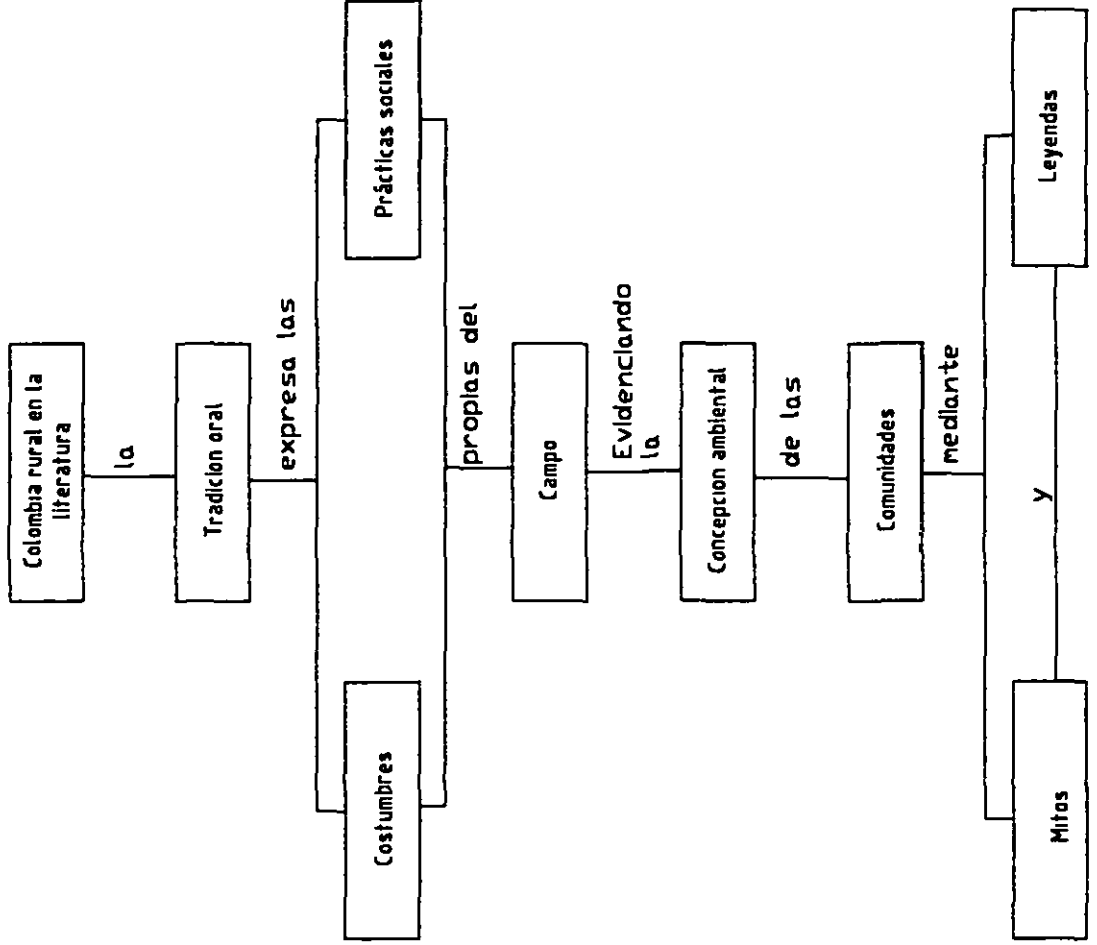 Colombia rural en la
literatura
la
Tradicion oral
expresa las
Costumbres
Prácticas sociales
propias del
Campo
Evidenciando
la
Concepcion ambiental
de las
Comunidades
mediante
Mitos
y
Leyendas